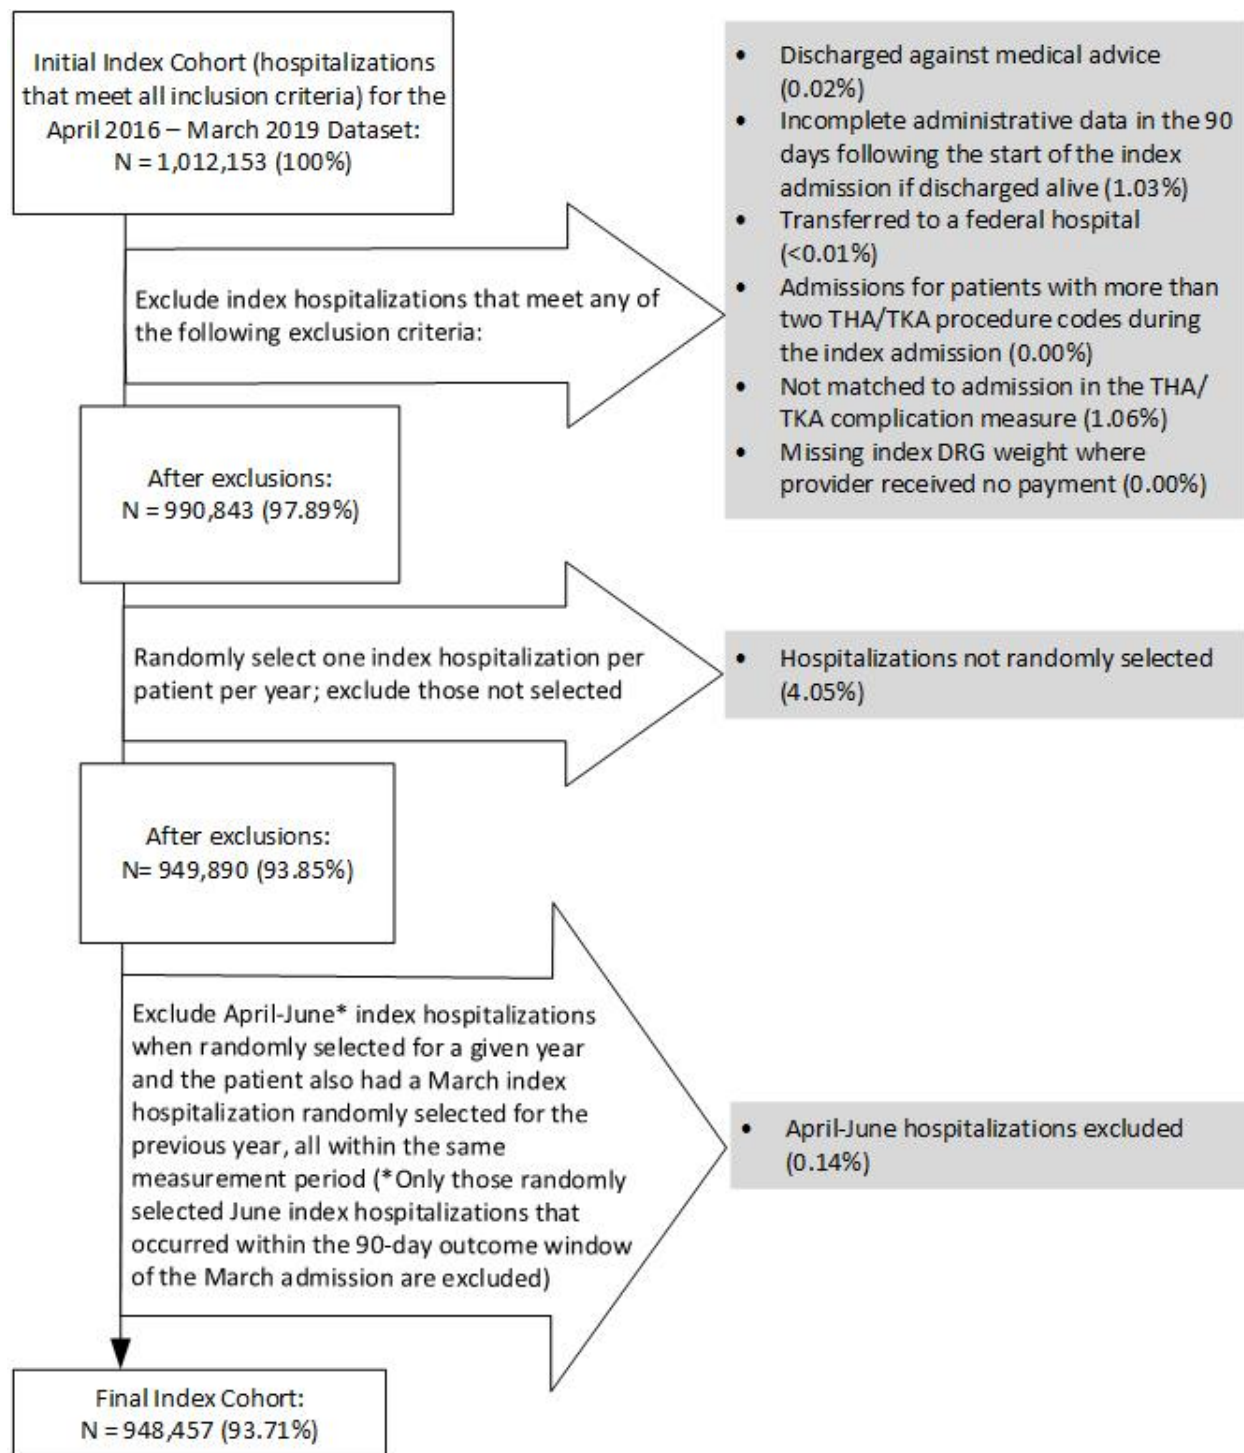 Initial Index Cohort (hospitalizations
that meet all inclusion criteria) for the
April 2016 – March 2019 Dataset:
N = 1,012,153 (100%)
Exclude index hospitalizations that meet any of
the following exclusion criteria:
• Discharged against medical advice
(0.02%)
• Incomplete administrative data in the 90
days following the start of the index
admission if discharged alive (1.03%)
• Transferred to a federal hospital
(<0.01%)
• Admissions for patients with more than
two THA/TKA procedure codes during
the index admission (0.00%)
• Not matched to admission in the THA/
TKA complication measure (1.06%)
• Missing index DRG weight where
provider received no payment (0.00%)
After exclusions:
N = 990,843 (97.89%)
Randomly select one index hospitalization per
patient per year; exclude those not selected
• Hospitalizations not randomly selected
(4.05%)
After exclusions:
N= 949,890 (93.85%)
Exclude April-June* index hospitalizations
when randomly selected for a given year
and the patient also had a March index
hospitalization randomly selected for the
previous year, all within the same
measurement period (*Only those randomly
selected June index hospitalizations that
occurred within the 90-day outcome window
of the March admission are excluded)
• April-June hospitalizations excluded
(0.14%)
Final Index Cohort:
N = 948,457 (93.71%)